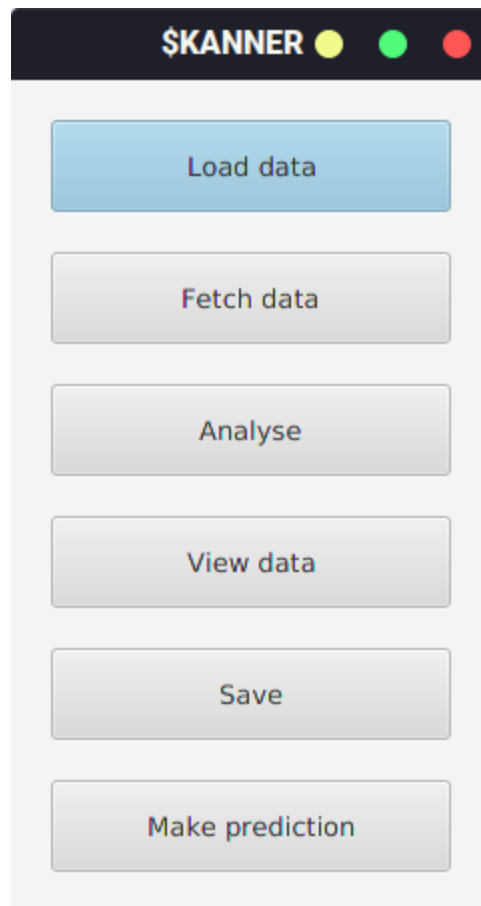 $KANNER
Load data
Fetch data
Analyse
View data
Save
Make prediction